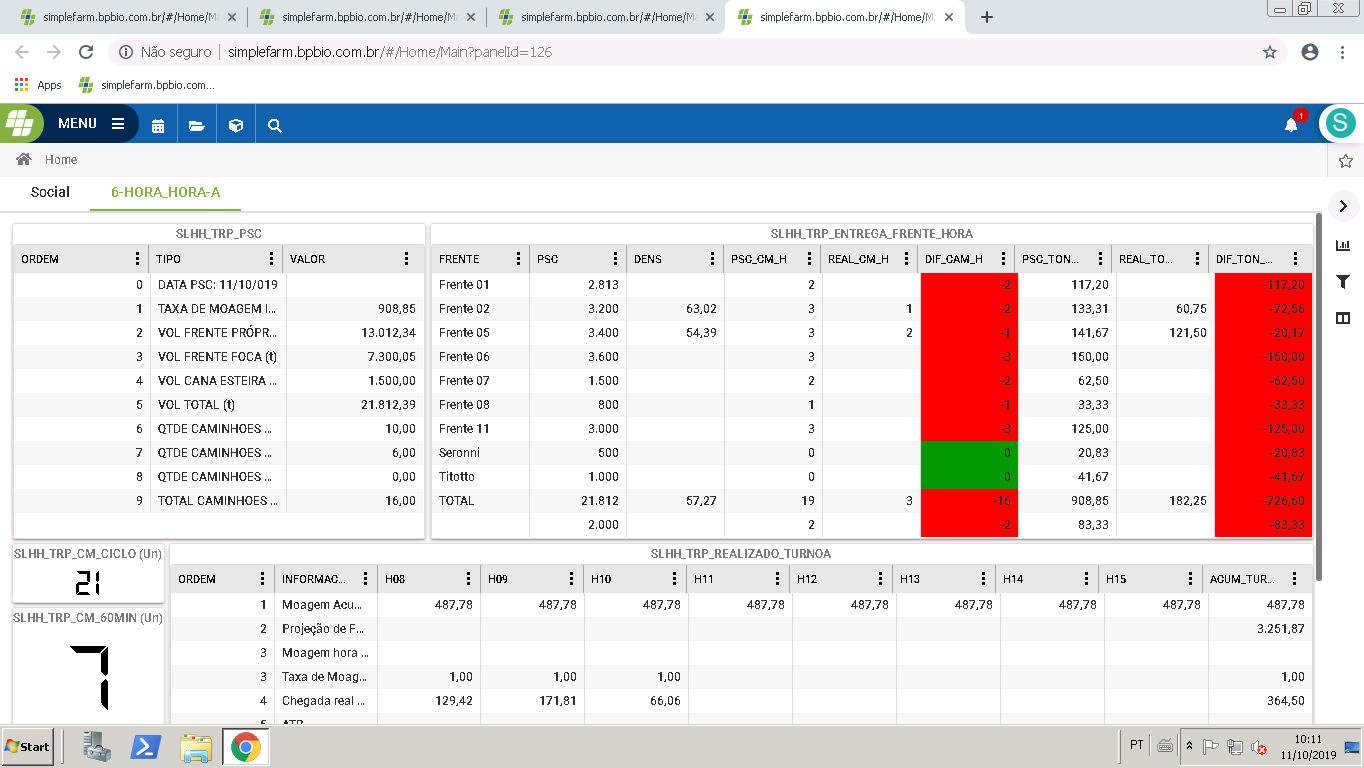 simplefarm.bpbio.com.br/#/Home/M simplefarm.bpbio.com.br/#/Home/M simplefarm.bpbio.com.br/#/Home/M simplefarm.bpbio.com.br/#/Home/M
Não seguro simplefarm.bpbio.com.br/#/Home/Main?panelId=126
Apps simplefarm.bpbio.com...
MENU 1 S
Home
Social 6-HORA_HORA-A
SLHH_TRP_PSC
ORDEM TIPO VALOR
0 DATA PSC: 11/10/019
1 TAXA DE MOAGEM I... 908,85
2 VOL FRENTE PRÓPR... 13.012,34
3 VOL FRENTE FOCA (t) 7.300,05
4 VOL CANA ESTEIRA ... 1.500,00
5 VOL TOTAL (t) 21.812,39
6 QTDE CAMINHOES ... 10,00
7 QTDE CAMINHOES ... 6,00
8 QTDE CAMINHOES ... 0,00
9 TOTAL CAMINHOES ... 16,00
SLHH_TRP_ENTREGA_FRENTE_HORA
FRENTE PSC DENS PSC_CM_H REAL_CM_H DIF_CAM_H PSC_TON_... REAL_TO... DIF_TON_...
Frente 01 2.813 2 -2 117,20 -117,20
Frente 02 3.200 63,02 3 1 -2 133,31 60,75 -72,56
Frente 05 3.400 54,39 3 2 -1 141,67 121,50 -20,17
Frente 06 3.600 3 -3 150,00 -150,00
Frente 07 1.500 2 -2 62,50 -62,50
Frente 08 800 1 -1 33,33 -33,33
Frente 11 3.000 3 -3 125,00 -125,00
Seronni 500 0 0 20,83 -20,83
Titotto 1.000 0 0 41,67 -41,67
TOTAL 21.812 57,27 19 3 -16 908,85 182,25 -726,60
2.000 2 -2 83,33 -83,33
SLHH_TRP_CM_CICLO (Un)
21
SLHH_TRP_CM_60MIN (Un)
7
SLHH_TRP_REALIZADO_TURNOA
ORDEM INFORMAC... H08 H09 H10 H11 H12 H13 H14 H15 ACUM_TUR...
1 Moagem Acu... 487,78 487,78 487,78 487,78 487,78 487,78 487,78 487,78 487,78
2 Projeção de F... 3.251,87
3 Moagem hora ...
3 Taxa de Moag... 1,00 1,00 1,00 1,00
4 Chegada real ... 129,42 171,81 66,06 364,50
5 ATR
Start PT 10:11
11/10/2019